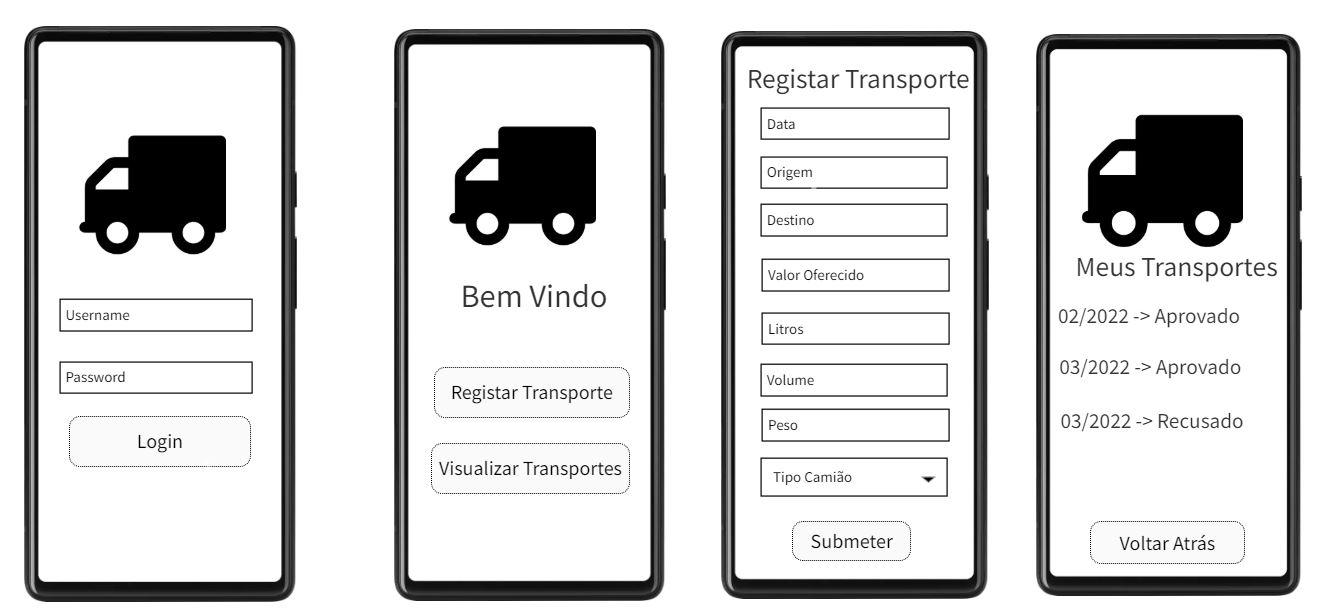 Username
Password
Login
Bem Vindo
Registar Transporte
Visualizar Transportes
Registar Transporte
Data
Origem
Destino
Valor Oferecido
Litros
Volume
Peso
Tipo Camião
Submeter
Meus Transportes
02/2022 -> Aprovado
03/2022 -> Aprovado
03/2022 -> Recusado
Voltar Atrás